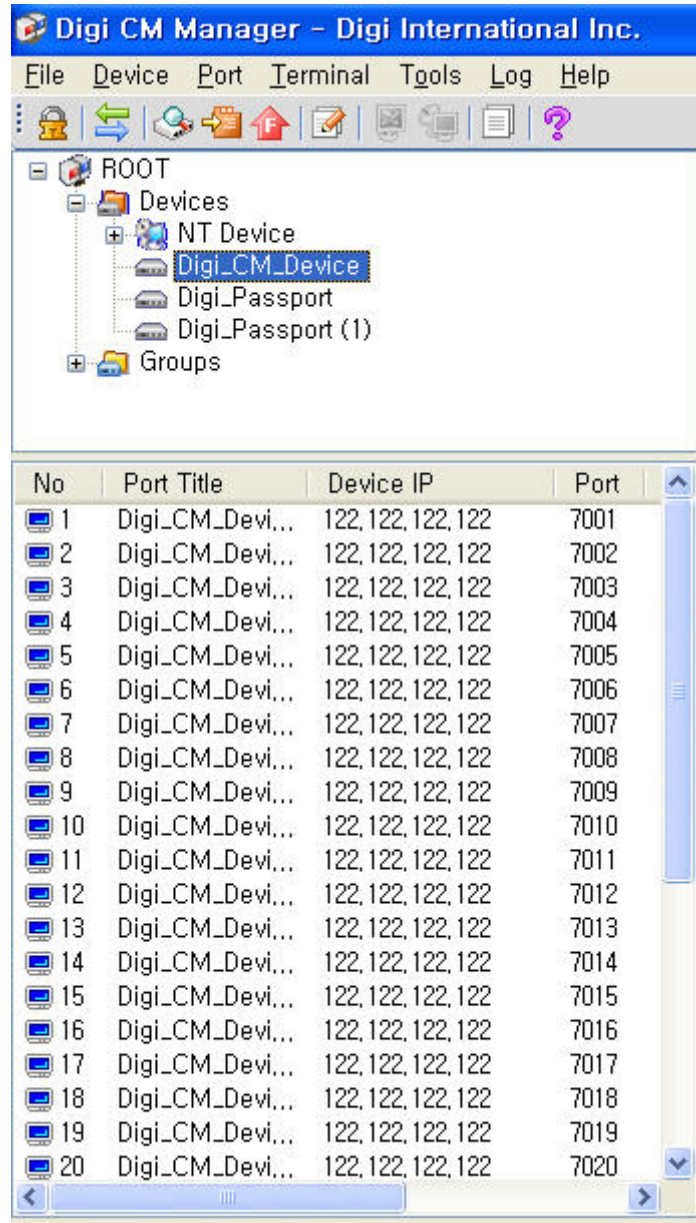 Digi CM Manager - Digi International Inc.
File Device Port Terminal Tools Log Help
ROOT
Devices
NT Device
Digi_CM_Device
Digi_Passport
Digi_Passport (1)
Groups
No Port Title Device IP Port
1 Digi_CM_Devi... 122.122.122.122 7001
2 Digi_CM_Devi... 122.122.122.122 7002
3 Digi_CM_Devi... 122.122.122.122 7003
4 Digi_CM_Devi... 122.122.122.122 7004
5 Digi_CM_Devi... 122.122.122.122 7005
6 Digi_CM_Devi... 122.122.122.122 7006
7 Digi_CM_Devi... 122.122.122.122 7007
8 Digi_CM_Devi... 122.122.122.122 7008
9 Digi_CM_Devi... 122.122.122.122 7009
10 Digi_CM_Devi... 122.122.122.122 7010
11 Digi_CM_Devi... 122.122.122.122 7011
12 Digi_CM_Devi... 122.122.122.122 7012
13 Digi_CM_Devi... 122.122.122.122 7013
14 Digi_CM_Devi... 122.122.122.122 7014
15 Digi_CM_Devi... 122.122.122.122 7015
16 Digi_CM_Devi... 122.122.122.122 7016
17 Digi_CM_Devi... 122.122.122.122 7017
18 Digi_CM_Devi... 122.122.122.122 7018
19 Digi_CM_Devi... 122.122.122.122 7019
20 Digi_CM_Devi... 122.122.122.122 7020